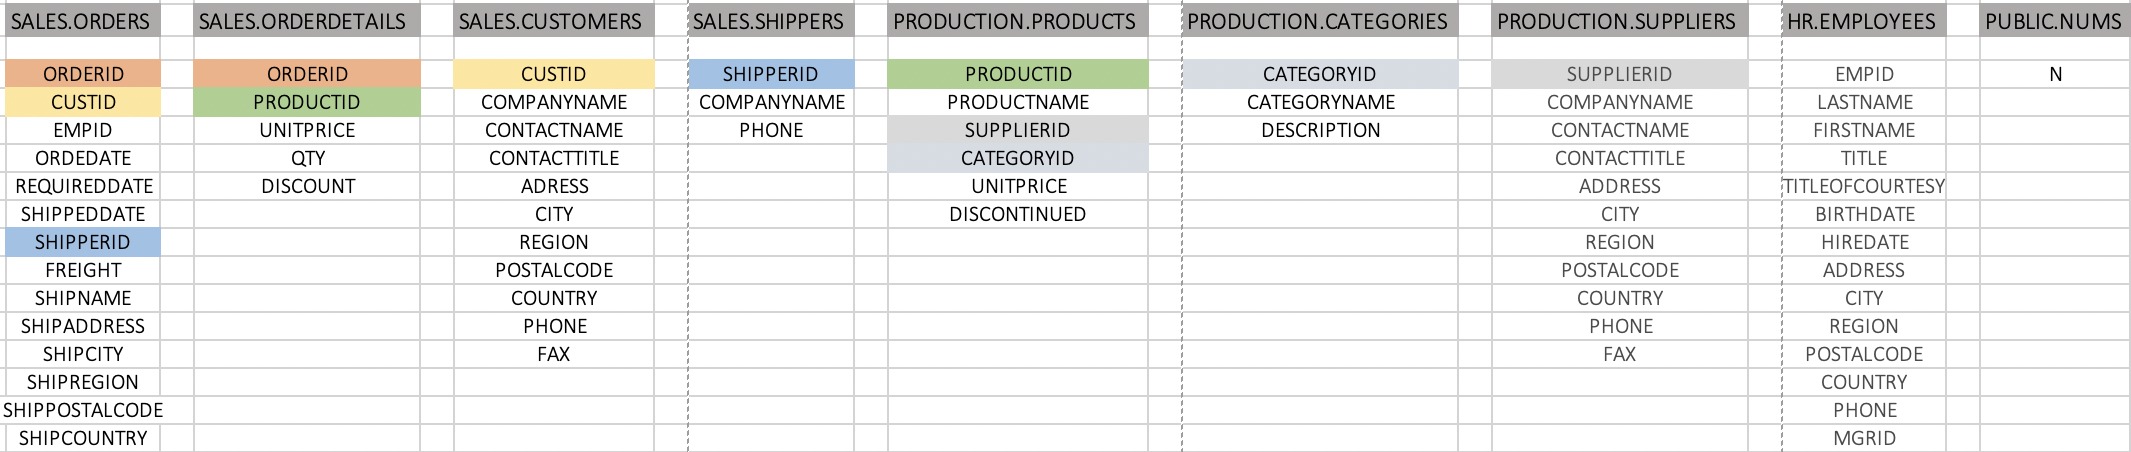 SALES.ORDERS SALES.ORDERDETAILS SALES.CUSTOMERS SALES.SHIPPERS PRODUCTION.PRODUCTS PRODUCTION.CATEGORIES PRODUCTION.SUPPLIERS HR.EMPLOYEES PUBLIC.NUMS
ORDERID ORDERID CUSTID SHIPPERID PRODUCTID CATEGORYID SUPPLIERID EMPID N
CUSTID PRODUCTID COMPANYNAME COMPANYNAME PRODUCTNAME CATEGORYNAME COMPANYNAME LASTNAME
EMPID UNITPRICE CONTACTNAME PHONE SUPPLIERID DESCRIPTION CONTACTNAME FIRSTNAME
ORDEDATE QTY CONTACTTITLE CATEGORYID CONTACTTITLE TITLE
REQUIREDDATE DISCOUNT ADRESS UNITPRICE ADDRESS TITLEOFCOURTESY
SHIPPEDDATE CITY DISCONTINUED CITY BIRTHDATE
SHIPPERID REGION REGION HIREDATE
FREIGHT POSTALCODE POSTALCODE ADDRESS
SHIPNAME COUNTRY COUNTRY CITY
SHIPADDRESS PHONE PHONE REGION
SHIPCITY FAX FAX POSTALCODE
SHIPREGION COUNTRY
SHIPPOSTALCODE PHONE
SHIPCOUNTRY MGRID